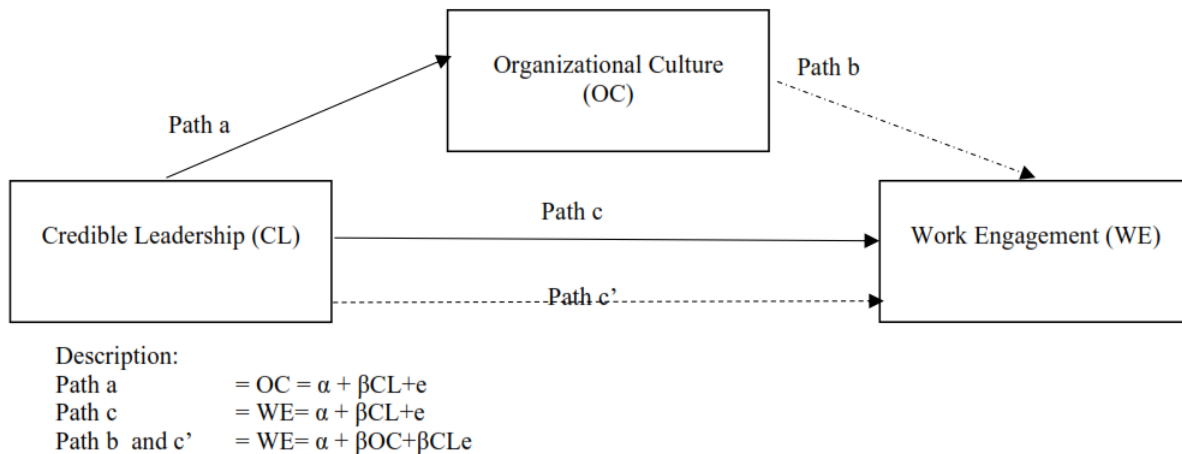 Organizational Culture
(OC)
Path b
Path a
Credible Leadership (CL)
Path c
Work Engagement (WE)
Path c’
Description:
Path a = OC = α + βCL+e
Path c = WE= α + βCL+e
Path b and c’ = WE= α + βOC+βCLe